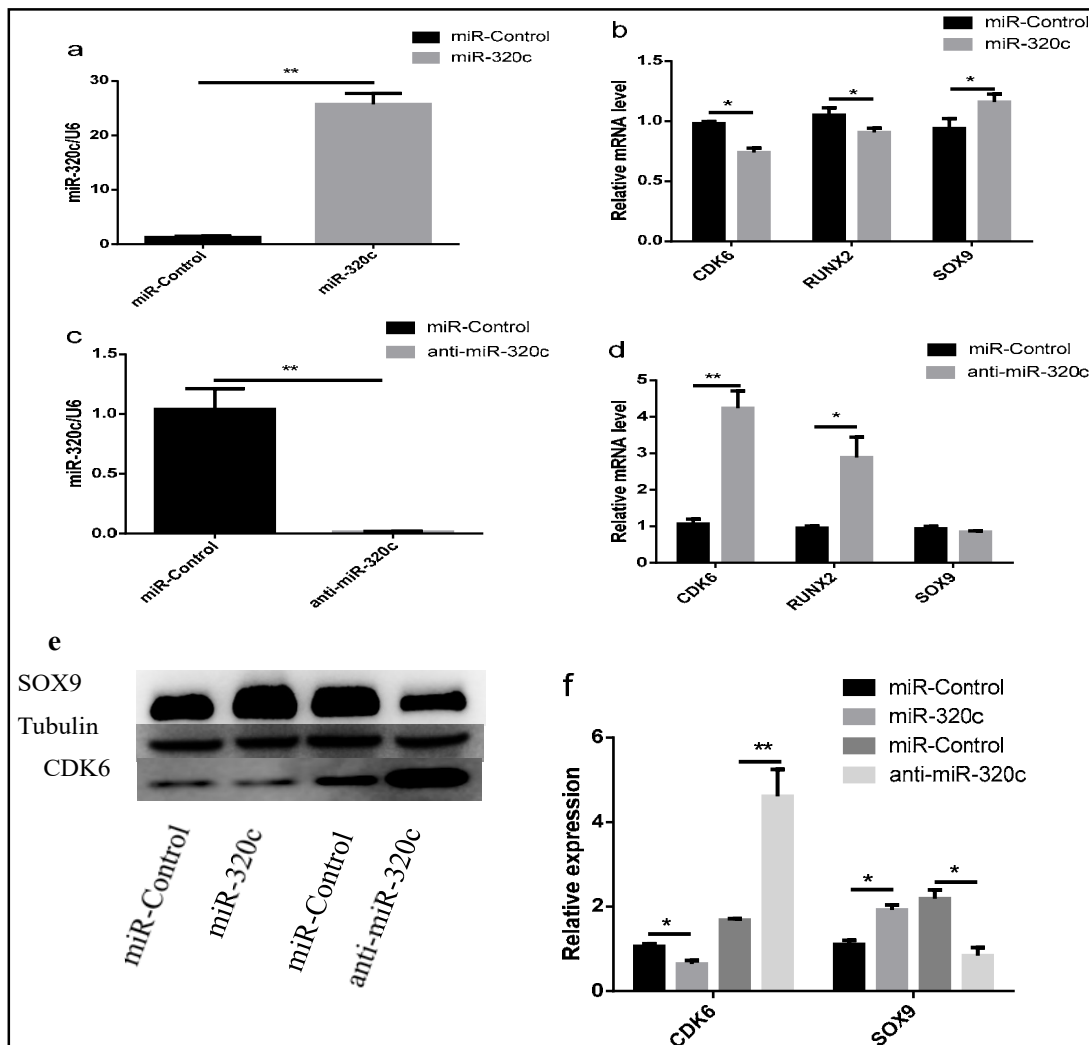 a
miR-Control
miR-320c
**
miR-320c/U6
30
20
10
0
miR-Control
miR-320c
b
miR-Control
miR-320c
Relative mRNA level
1.5
1.0
0.5
0.0
*
*
*
CDK6
RUNX2
SOX9
c
miR-Control
anti-miR-320c
**
miR-320c/U6
1.5
1.0
0.5
0.0
miR-Control
anti-miR-320c
d
miR-Control
anti-miR-320c
Relative mRNA level
5
4
3
2
1
0
**
*
CDK6
RUNX2
SOX9
e
SOX9
Tubulin
CDK6
miR-Control
miR-320c
miR-Control
anti-miR-320c
f
miR-Control
miR-320c
miR-Control
anti-miR-320c
Relative expression
6
4
2
0
*
**
*
*
CDK6
SOX9